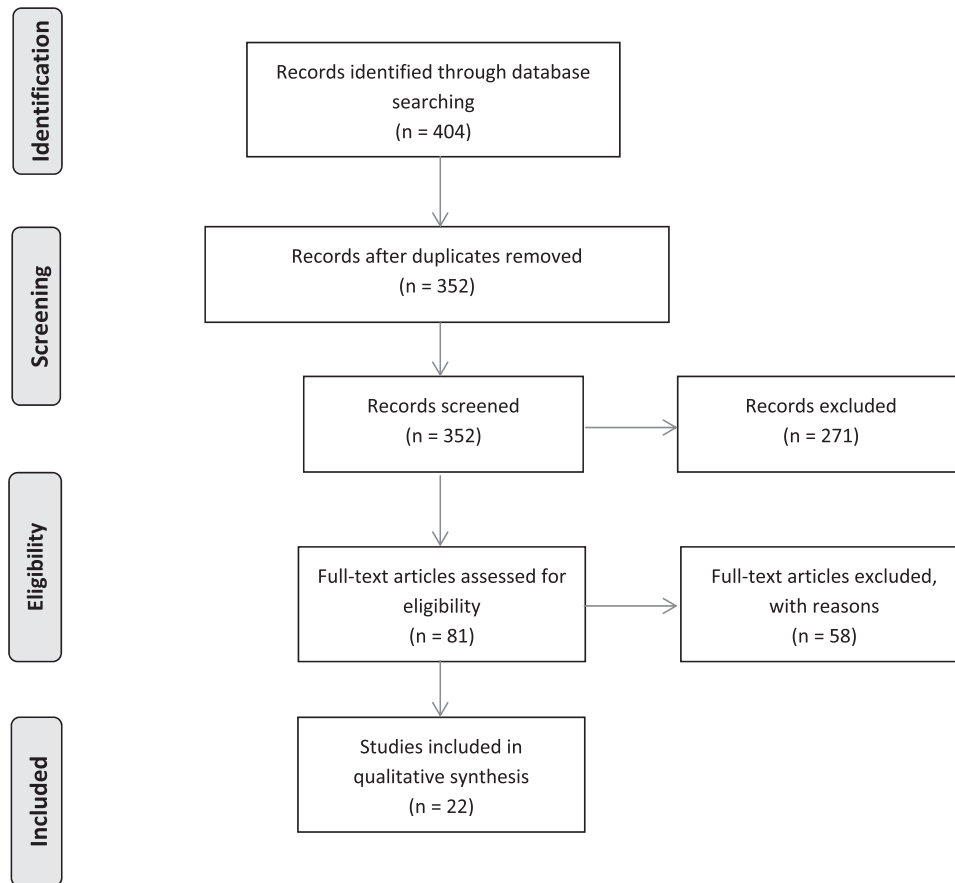 Identification
Records identified through database
searching
(n = 404)
Screening
Records after duplicates removed
(n = 352)
Records screened
(n = 352)
Records excluded
(n = 271)
Eligibility
Full-text articles assessed for
eligibility
(n = 81)
Full-text articles excluded,
with reasons
(n = 58)
Included
Studies included in
qualitative synthesis
(n = 22)